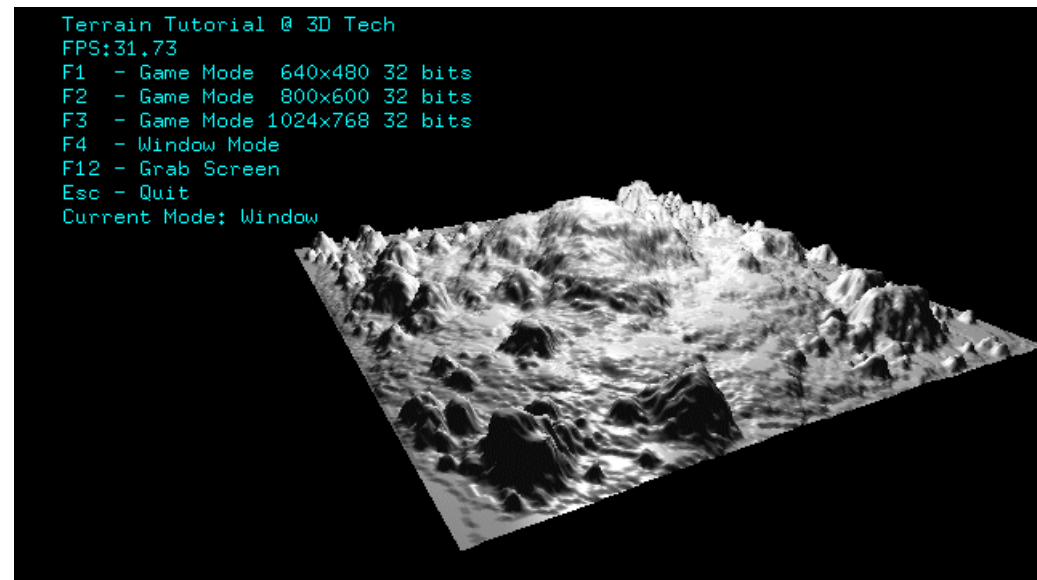 Terrain Tutorial @ 3D Tech
FPS:31.73
F1  - Game Mode  640x480 32 bits
F2  - Game Mode  800x600 32 bits
F3  - Game Mode 1024x768 32 bits
F4  - Window Mode
F12 - Grab Screen
Esc - Quit
Current Mode: Window